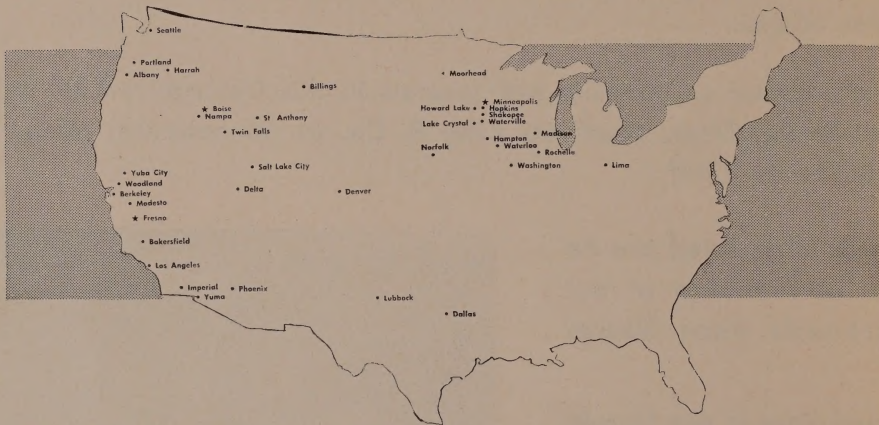 Seattle
Portland
Albany
Harrah
Billings
Moorhead
Boise
Nampa
St Anthony
Twin Falls
Minneapolis
Howard Lake
Hopkins
Shakopee
Lake Crystal
Waterville
Madison
Hampton
Waterloo
Norfolk
Rochelle
Washington
Lima
Salt Lake City
Yuba City
Woodland
Delta
Denver
Berkeley
Modesto
Fresno
Bakersfield
Los Angeles
Imperial
Phoenix
Yuma
Lubbock
Dallas